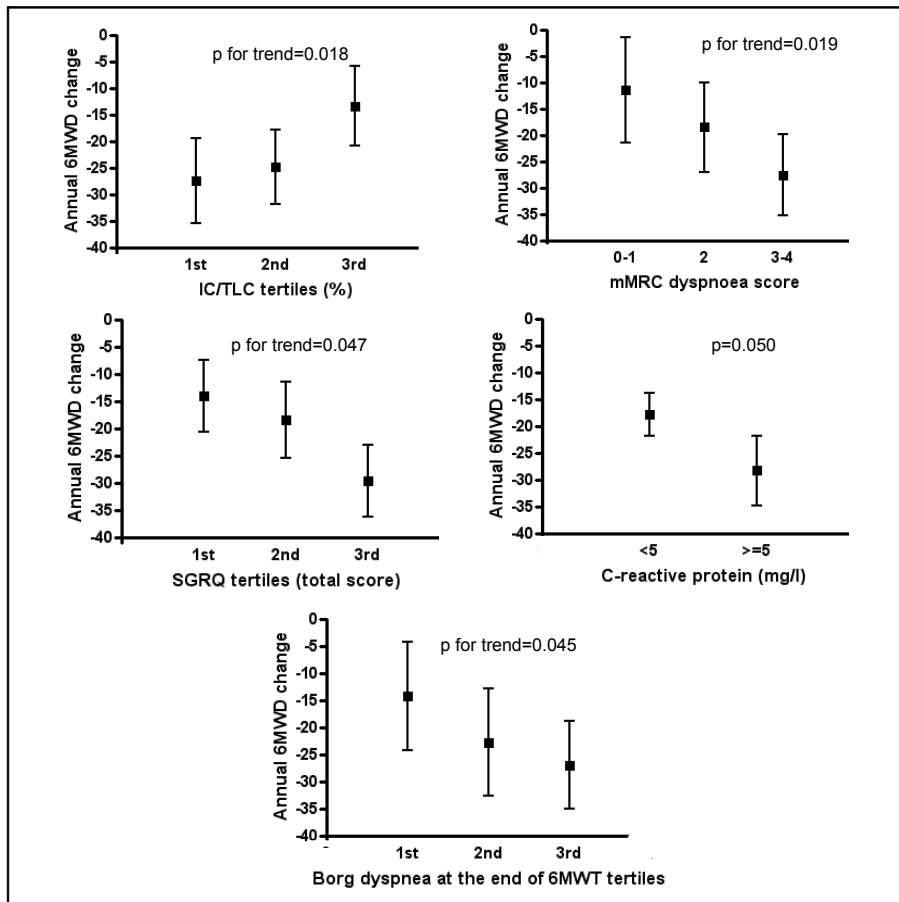 p for trend=0.018
Annual 6MWD change
0
-5
-10
-15
-20
-25
-30
-35
-40
1st 2nd 3rd
IC/TLC tertiles (%)
p for trend=0.019
Annual 6MWD change
0
-5
-10
-15
-20
-25
-30
-35
-40
0-1 2 3-4
mMRC dyspnoea score
p for trend=0.047
Annual 6MWD change
0
-5
-10
-15
-20
-25
-30
-35
-40
1st 2nd 3rd
SGRQ tertiles (total score)
p=0.050
Annual 6MWD change
0
-5
-10
-15
-20
-25
-30
-35
-40
<5 >=5
C-reactive protein (mg/l)
p for trend=0.045
Annual 6MWD change
0
-5
-10
-15
-20
-25
-30
-35
-40
1st 2nd 3rd
Borg dyspnea at the end of 6MWT tertiles